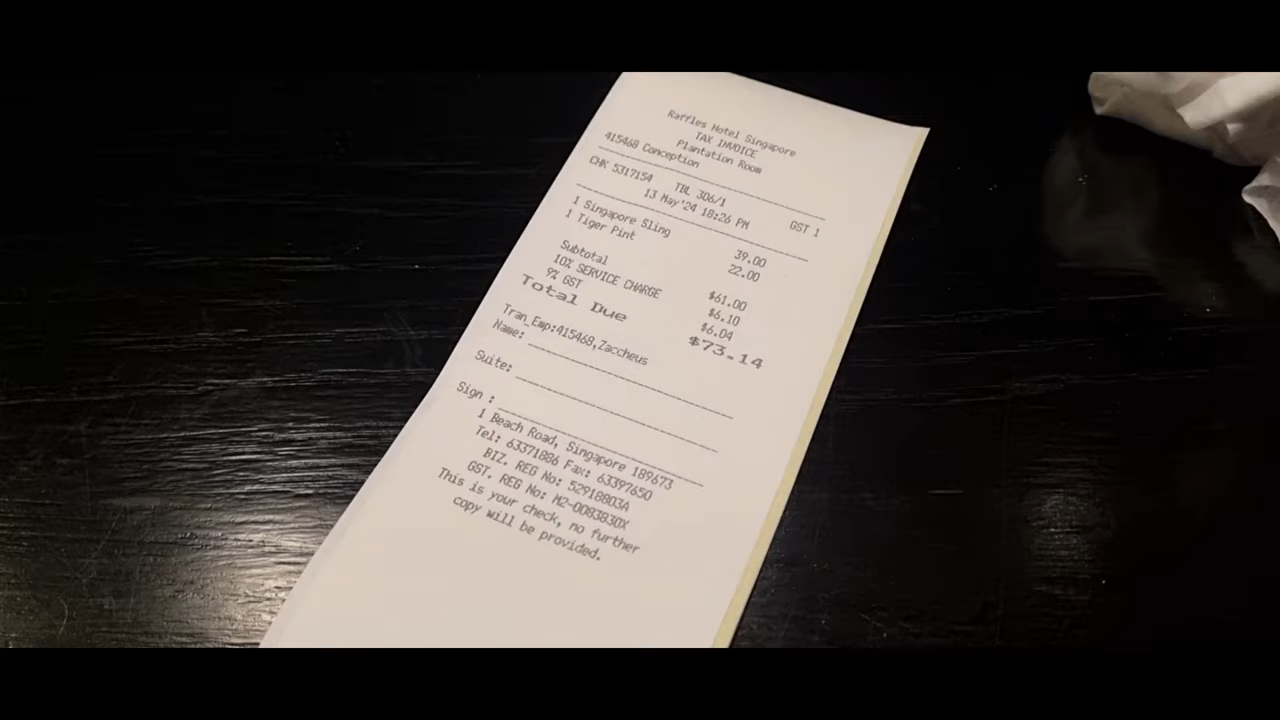 Raffles Hotel Singapore
TAX INVOICE
Plantation Room
415468 Conception
CHK 5317154 TBL 306/1 GST 1
13 May'24 18:26 PM
1 Singapore Sling 39.00
1 Tiger Pint 22.00
Subtotal $61.00
10% SERVICE CHARGE $6.10
9% GST $6.04
Total Due $73.14
Tran_Emp:415468,Zaccheus
Name:
Suite:
Sign :
1 Beach Road, Singapore 189673
Tel: 63371886 Fax: 63397650
BIZ. REG No: 52918803A
GST. REG No: M2-0083830X
This is your check, no further
copy will be provided.